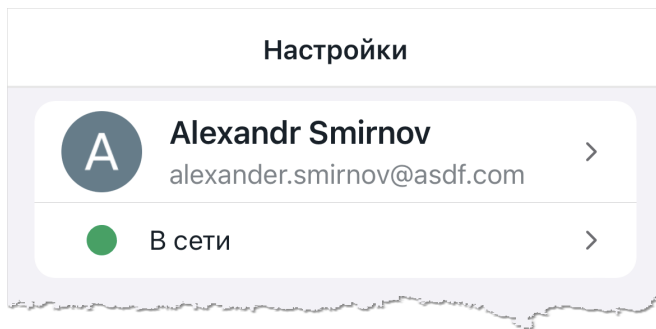 Настройки
A
Alexandr Smirnov
alexander.smirnov@asdf.com
В сети